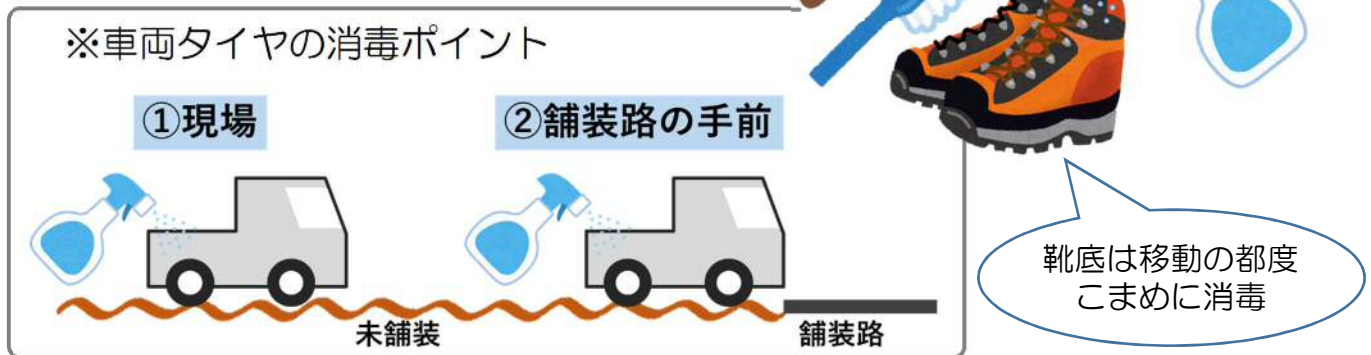 ※車両タイヤの消毒ポイント
①現場
②舗装路の手前
未舗装
舗装路
靴底は移動の都度
こまめに消毒